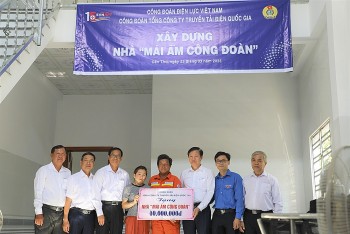 CÔNG ĐOÀN ĐIỆN LỰC VIỆT NAM
CÔNG ĐOÀN TỔNG CÔNG TY TRUYỀN TẢI ĐIỆN QUỐC GIA
XÂY DỰNG
NHÀ "MÁI ẤM CÔNG ĐOÀN"
Tặng
NHÀ "MÁI ẤM CÔNG ĐOÀN"